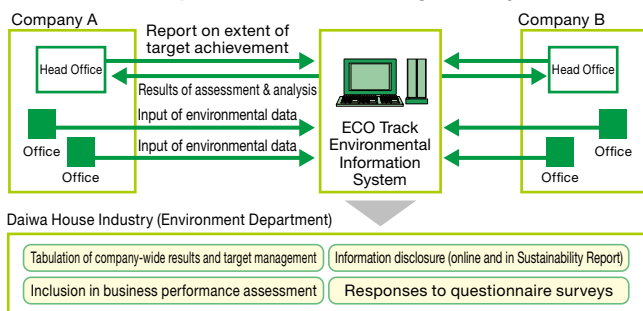 Company A
Company B
Report on extent of
target achievement
Head Office
Head Office
Results of assessment & analysis
Input of environmental data
Office
Input of environmental data
Office
ECO Track
Environmental
Information
System
Office
Office
Daiwa House Industry (Environment Department)
Tabulation of company-wide results and target management
Information disclosure (online and in Sustainability Report)
Inclusion in business performance assessment
Responses to questionnaire surveys